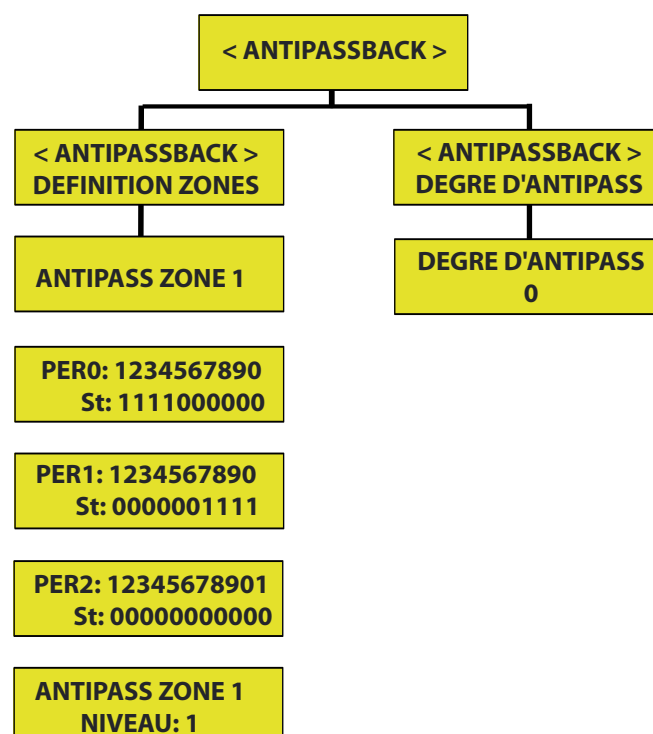 < ANTIPASSBACK >
< ANTIPASSBACK >
DEFINITION ZONES
< ANTIPASSBACK >
DEGRE D'ANTIPASS
ANTIPASS ZONE 1
DEGRE D'ANTIPASS
0
PER0: 1234567890
St: 1111000000
PER1: 1234567890
St: 0000001111
PER2: 12345678901
St: 00000000000
ANTIPASS ZONE 1
NIVEAU: 1